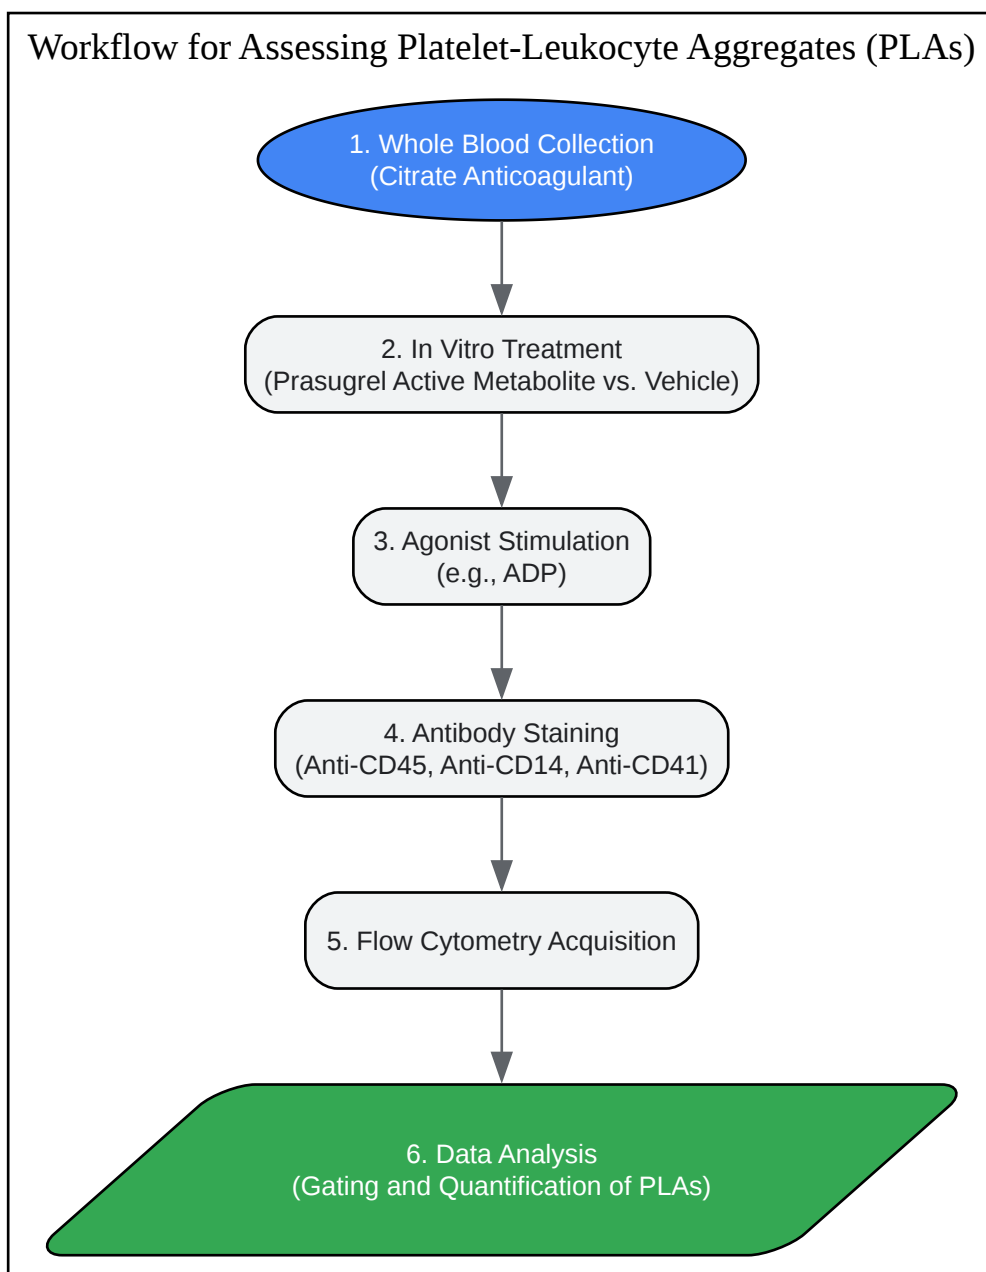 Workflow for Assessing Platelet-Leukocyte Aggregates (PLAs)
1. Whole Blood Collection
(Citrate Anticoagulant)
2. In Vitro Treatment
(Prasugrel Active Metabolite vs. Vehicle)
3. Agonist Stimulation
(e.g., ADP)
4. Antibody Staining
(Anti-CD45, Anti-CD14, Anti-CD41)
5. Flow Cytometry Acquisition
6. Data Analysis
(Gating and Quantification of PLAs)